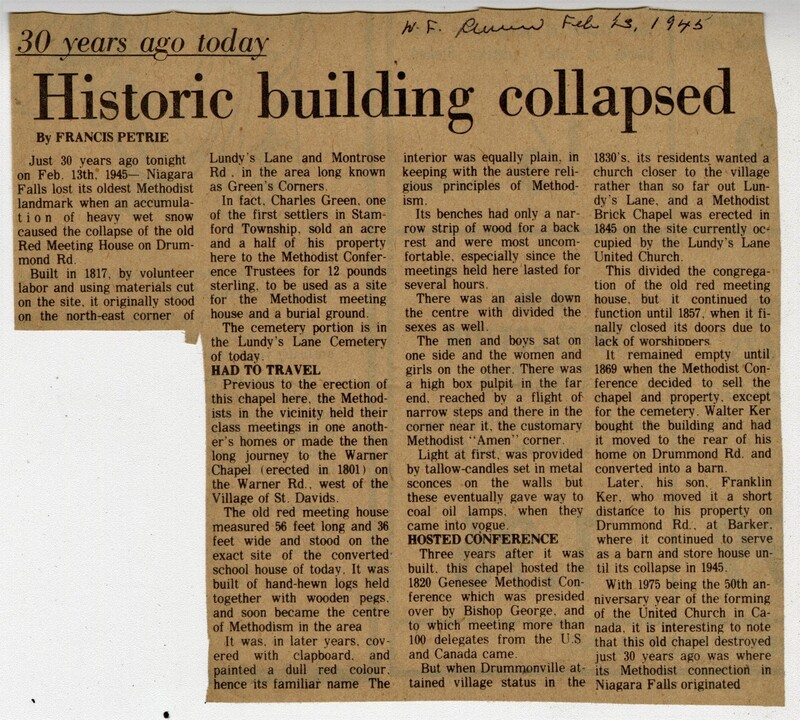 30 years ago today
N.F. Review Feb 23, 1945
Historic building collapsed
By FRANCIS PETRIE
Just 30 years ago tonight
on Feb. 13th, 1945— Niagara
Falls lost its oldest Methodist
landmark when an accumula-
tion of heavy wet snow
caused the collapse of the old
Red Meeting House on Drum-
mond Rd.
Built in 1817, by volunteer
labor and using materials cut
on the site, it originally stood
on the north-east corner of
Lundy's Lane and Montrose
Rd , in the area long known
as Green's Corners.
In fact, Charles Green, one
of the first settlers in Stam-
ford Township, sold an acre
and a half of his property
here to the Methodist Confer-
ence Trustees for 12 pounds
sterling, to be used as a site
for the Methodist meeting
house and a burial ground.
The cemetery portion is in
the Lundy's Lane Cemetery
of today.
HAD TO TRAVEL
Previous to the erection of
this chapel here, the Method-
ists in the vicinity held their
class meetings in one anoth-
er's homes or made the then
long journey to the Warner
Chapel (erected in 1801) on
the Warner Rd., west of the
Village of St. Davids.
The old red meeting house
measured 56 feet long and 36
feet wide and stood on the
exact site of the converted
school house of today. It was
built of hand-hewn logs held
together with wooden pegs,
and soon became the centre
of Methodism in the area
It was, in later years, cov-
ered with clapboard, and
painted a dull red colour,
hence its familiar name The
interior was equally plain, in
keeping with the austere reli-
gious principles of Method-
ism.
Its benches had only a nar-
row strip of wood for a back
rest and were most uncom-
fortable, especially since the
meetings held here lasted for
several hours.
There was an aisle down
the centre with divided the
sexes as well.
The men and boys sat on
one side and the women and
girls on the other. There was
a high box pulpit in the far
end, reached by a flight of
narrow steps and there in the
corner near it, the customary
Methodist "Amen" corner.
Light at first, was provided
by tallow-candles set in metal
sconces on the walls but
these eventually gave way to
coal oil lamps, when they
came into vogue.
HOSTED CONFERENCE
Three years after it was
built, this chapel hosted the
1820 Genesee Methodist Con-
ference which was presided
over by Bishop George, and
to which meeting more than
100 delegates from the U.S
and Canada came.
But when Drummonville at-
tained village status in the
1830's, its residents wanted a
church closer to the village
rather than so far out Lun-
dy's Lane, and a Methodist
Brick Chapel was erected in
1845 on the site currently oc-
cupied by the Lundy's Lane
United Church.
This divided the congrega-
tion of the old red meeting
house, but it continued to
function until 1857, when it fi-
nally closed its doors due to
lack of worshippers
It remained empty until
1869 when the Methodist Con-
ference decided to sell the
chapel and property, except
for the cemetery. Walter Ker
bought the building and had
it moved to the rear of his
home on Drummond Rd. and
converted into a barn.
Later, his son, Franklin
Ker, who moved it a short
distance to his property on
Drummond Rd., at Barker,
where it continued to serve
as a barn and store house un-
til its collapse in 1945.
With 1975 being the 50th an-
niversary year of the forming
of the United Church in Ca-
nada, it is interesting to note
that this old chapel destroyed
just 30 years ago was where
its Methodist connection in
Niagara Falls originated